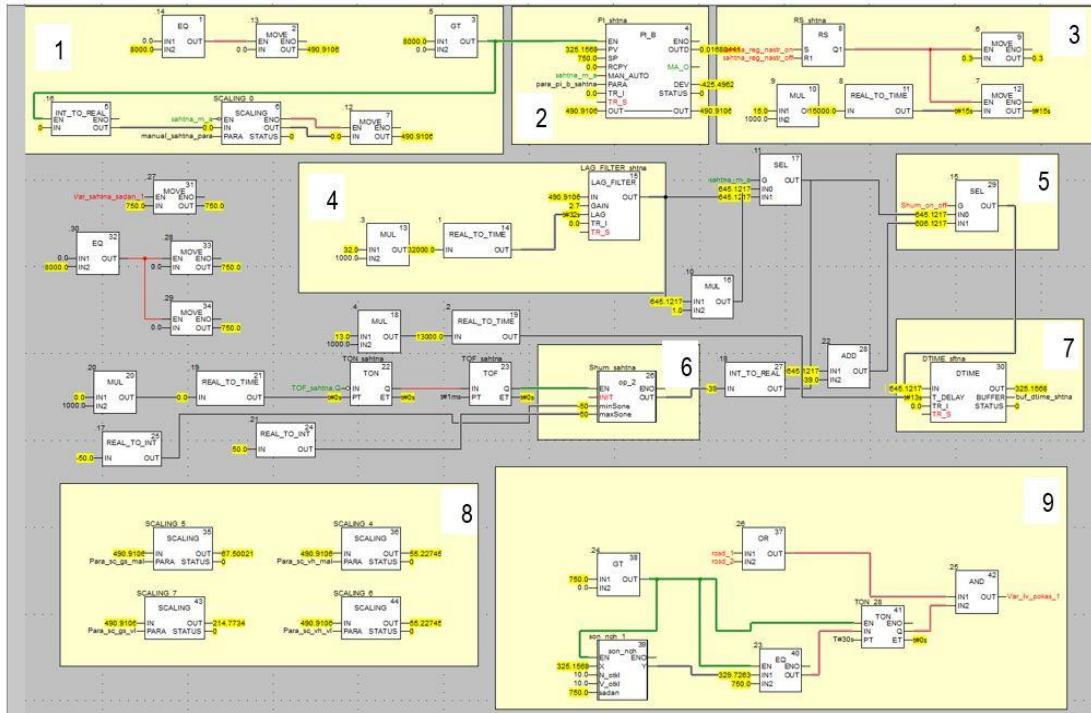 1
.14
1
EQ
0.0 IN1 OUT
8000.0 IN2
.13
2
MOVE
EN ENO
0.0 IN OUT 490.9106
.5
3
GT
8000.0 IN1 OUT
0.0 IN2
.16
5
INT_TO_REAL
EN ENO
0 IN OUT
SCALING_0
6
SCALING
sahtna_m_a EN ENO
0.0 IN OUT 0.0
manual_sahtna_para PARA STATUS 0
.12
7
MOVE
EN ENO
0.0 IN OUT 490.9106
2
PI_shtna
4
PI_B
EN ENO
325.1568 PV OUTD
750.0 SP
0.0 RCPY MA_O
sahtna_m_a MAN_AUTO
para_pi_b_sahtna PARA DEV -425.4962
0.0 TR_I STATUS 0
TR_S
490.9106 OUT OUT 490.9106
3
RS_shtna
8
RS
sahtna_reg_nastr_on S Q1
sahtna_reg_nastr_off R1
.6
9
MOVE
EN ENO
0.3 IN OUT 0.3
.9
10
MUL
15.0 IN1 OUT 15000.0
1000.0 IN2
.8
11
REAL_TO_TIME
IN OUT
.7
12
MOVE
EN ENO
t#15s IN OUT t#15s
.27
31
MOVE
Var_sahtna_sadan_1 EN ENO
750.0 IN OUT 750.0
4
LAG_FILTER_shtna
15
LAG_FILTER
490.9106 IN OUT
2.7 GAIN
t#32s LAG
0.0 TR_I
TR_S
.3
13
MUL
32.0 IN1 OUT 32000.0
1000.0 IN2
.1
14
REAL_TO_TIME
IN OUT
.11
17
SEL
sahtna_m_a G OUT
645.1217 IN0
645.1217 IN1
5
.15
29
SEL
Shum_on_off G OUT
645.1217 IN0
606.1217 IN1
.30
32
EQ
0.0 IN1 OUT
8000.0 IN2
.28
33
MOVE
EN ENO
0.0 IN OUT 750.0
.29
34
MOVE
EN ENO
0.0 IN OUT 750.0
.10
16
MUL
645.1217 IN1 OUT
1.0 IN2
.4
18
MUL
13.0 IN1 OUT 13000.0
1000.0 IN2
.2
19
REAL_TO_TIME
IN OUT
.20
20
MUL
0.0 IN1 OUT
1000.0 IN2
.19
21
REAL_TO_TIME
0.0 IN OUT
TON_sahtna
22
TON
TOF_sahtna.Q IN Q
t#0s PT ET t#0s
TOF_sahtna
23
TOF
IN Q
t#1ms PT ET t#0s
6
Shum_sahtna
26
op_2
EN ENO
INIT OUT
-50 minSone
50 maxSone
.18
27
INT_TO_REAL
-39 IN OUT
.22
28
ADD
645.1217 IN1 OUT
-39.0 IN2
7
DTIME_sftna
30
DTIME
645.1217 IN OUT 325.1568
t#13s T_DELAY BUFFER buf_dtime_shtna
0.0 TR_I STATUS 0
TR_S
.17
25
REAL_TO_INT
-50.0 IN OUT
24
REAL_TO_INT
50.0 IN OUT
8
SCALING_5
35
SCALING
490.9106 IN OUT 67.50021
Para_sc_gs_mal PARA STATUS 0
SCALING_4
36
SCALING
490.9106 IN OUT 55.22745
Para_sc_vh_mal PARA STATUS 0
SCALING_7
43
SCALING
490.9106 IN OUT 214.7734
Para_sc_gs_vl PARA STATUS 0
SCALING_6
44
SCALING
490.9106 IN OUT 55.22745
Para_sc_vh_vl PARA STATUS 0
9
.24
38
GT
750.0 IN1 OUT
0.0 IN2
.26
37
OR
rosd_1 IN1 OUT
rosd_2 IN2
.25
42
AND
IN1 OUT Var_lv_pokas_1
IN2
TON_28
41
TON
EN ENO
IN Q
T#30s PT ET t#0s
son_nch_1
39
son_nch
EN ENO
325.1568 X Y
10.0 N_otkl
10.0 V_otkl
750.0 sadan
.23
40
EQ
EN ENO
329.7263 IN1 OUT
750.0 IN2